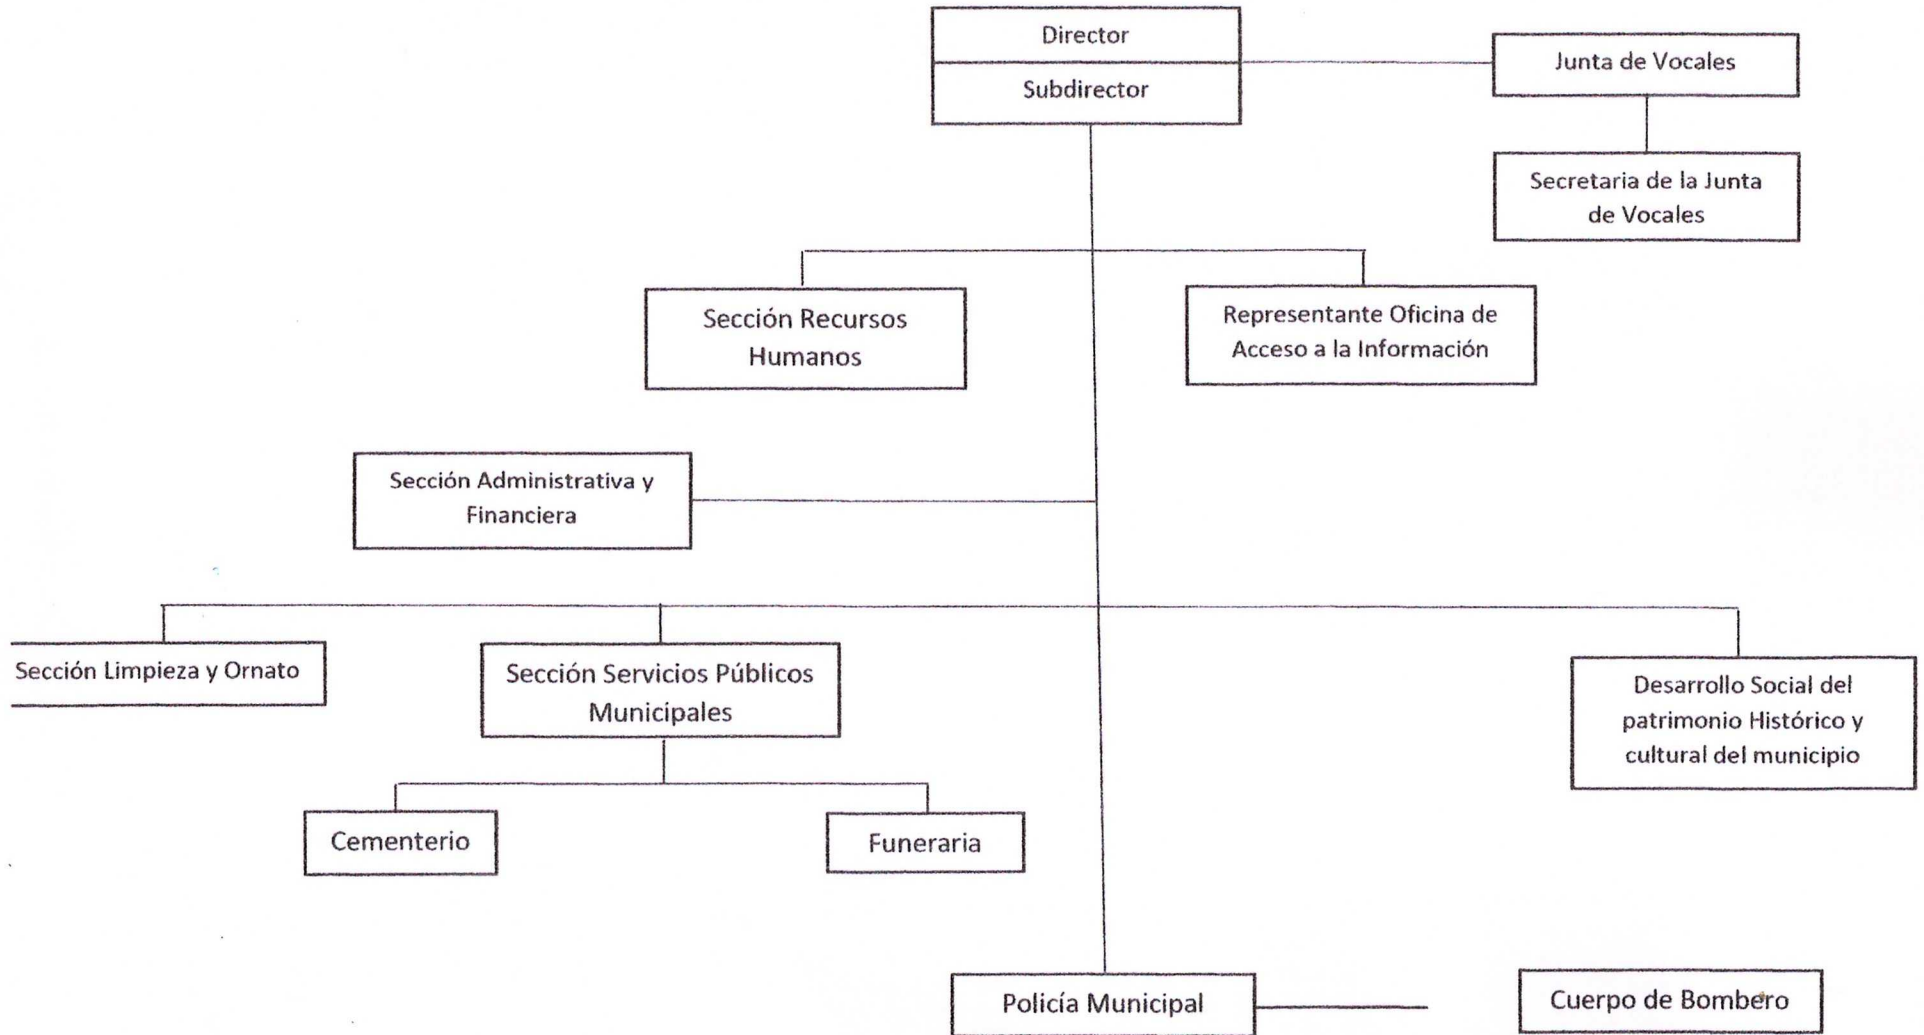 Director
Subdirector
Junta de Vocales
Secretaria de la Junta
de Vocales
Sección Recursos
Humanos
Representante Oficina de
Acceso a la Información
Sección Administrativa y
Financiera
Sección Limpieza y Ornato
Sección Servicios Públicos
Municipales
Desarrollo Social del
patrimonio Histórico y
cultural del municipio
Cementerio
Funeraria
Policía Municipal
Cuerpo de Bombero